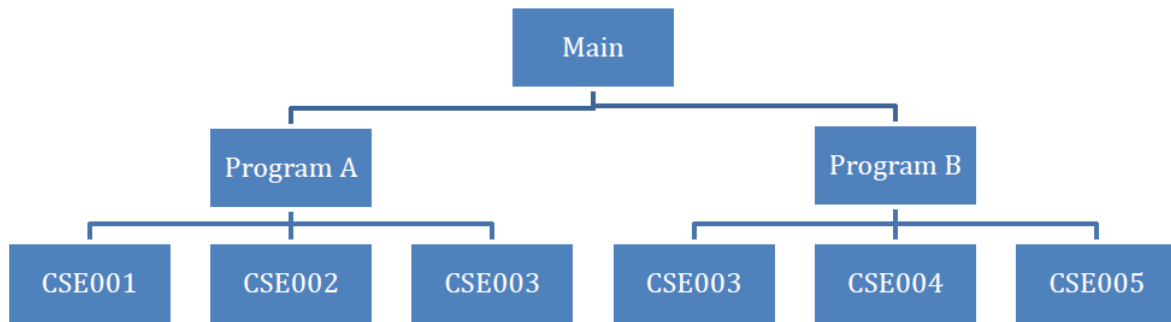 Main
Program A
Program B
CSE001
CSE002
CSE003
CSE003
CSE004
CSE005